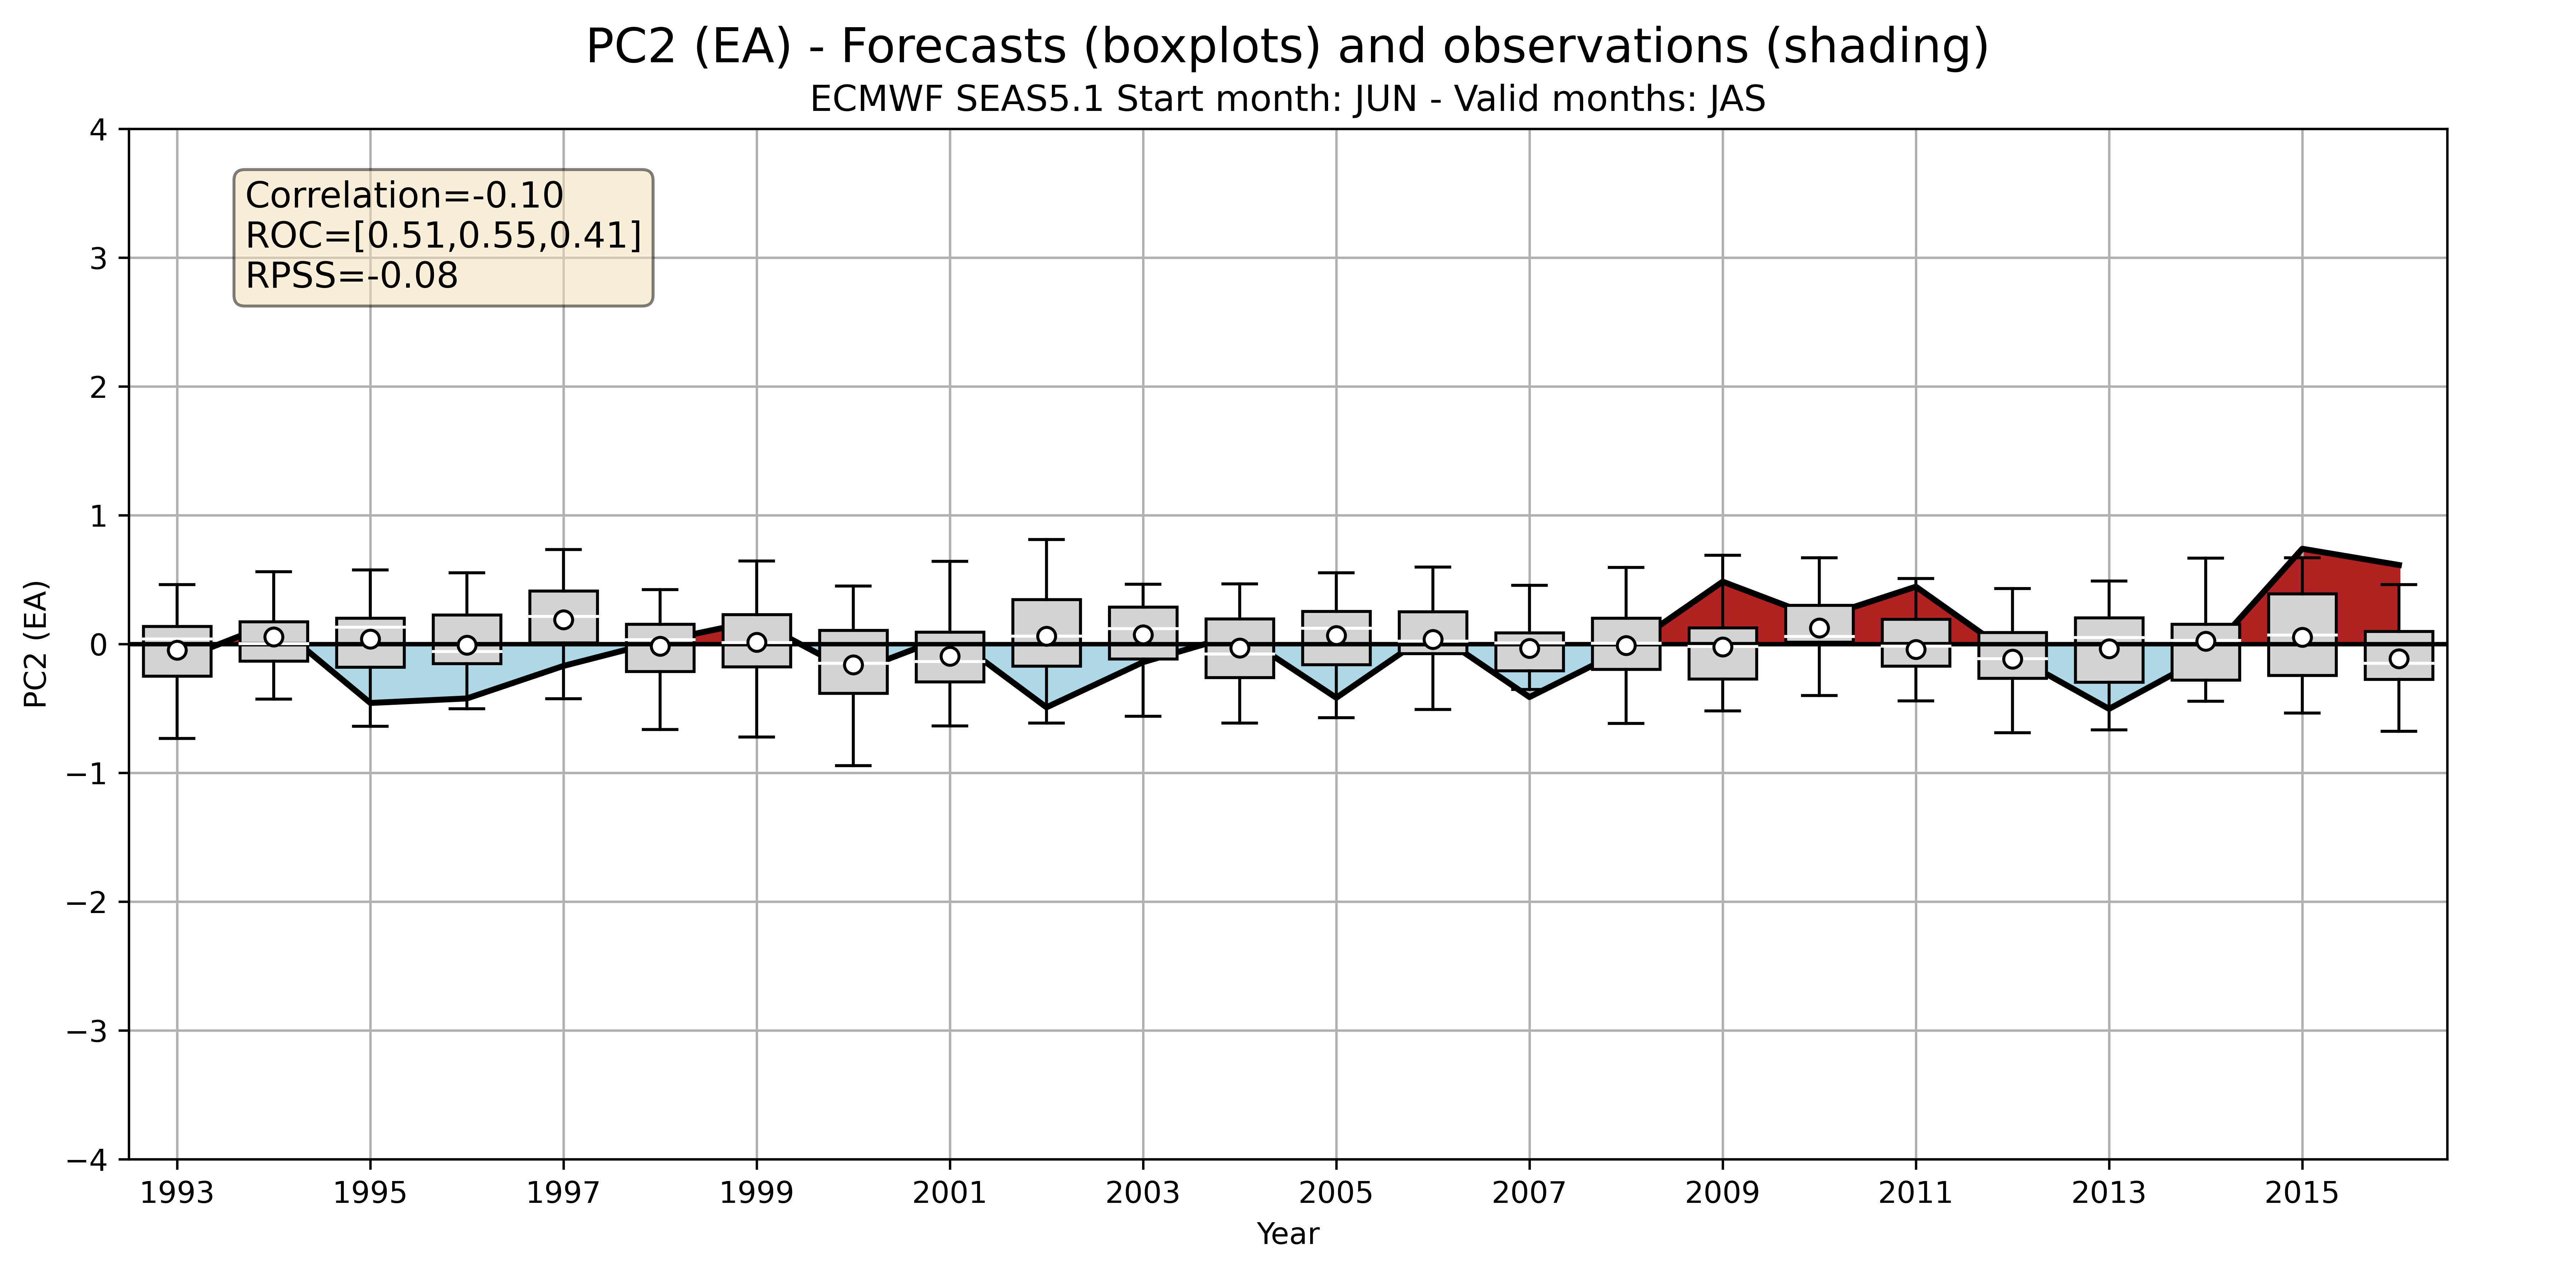 PC2 (EA) - Forecasts (boxplots) and observations (shading)
ECMWF SEAS5.1 Start month: JUN - Valid months: JAS
Correlation=-0.10
ROC=[0.51,0.55,0.41]
RPSS=-0.08
PC2 (EA)
4
3
2
1
0
−1
−2
−3
−4
1993 1995 1997 1999 2001 2003 2005 2007 2009 2011 2013 2015
Year